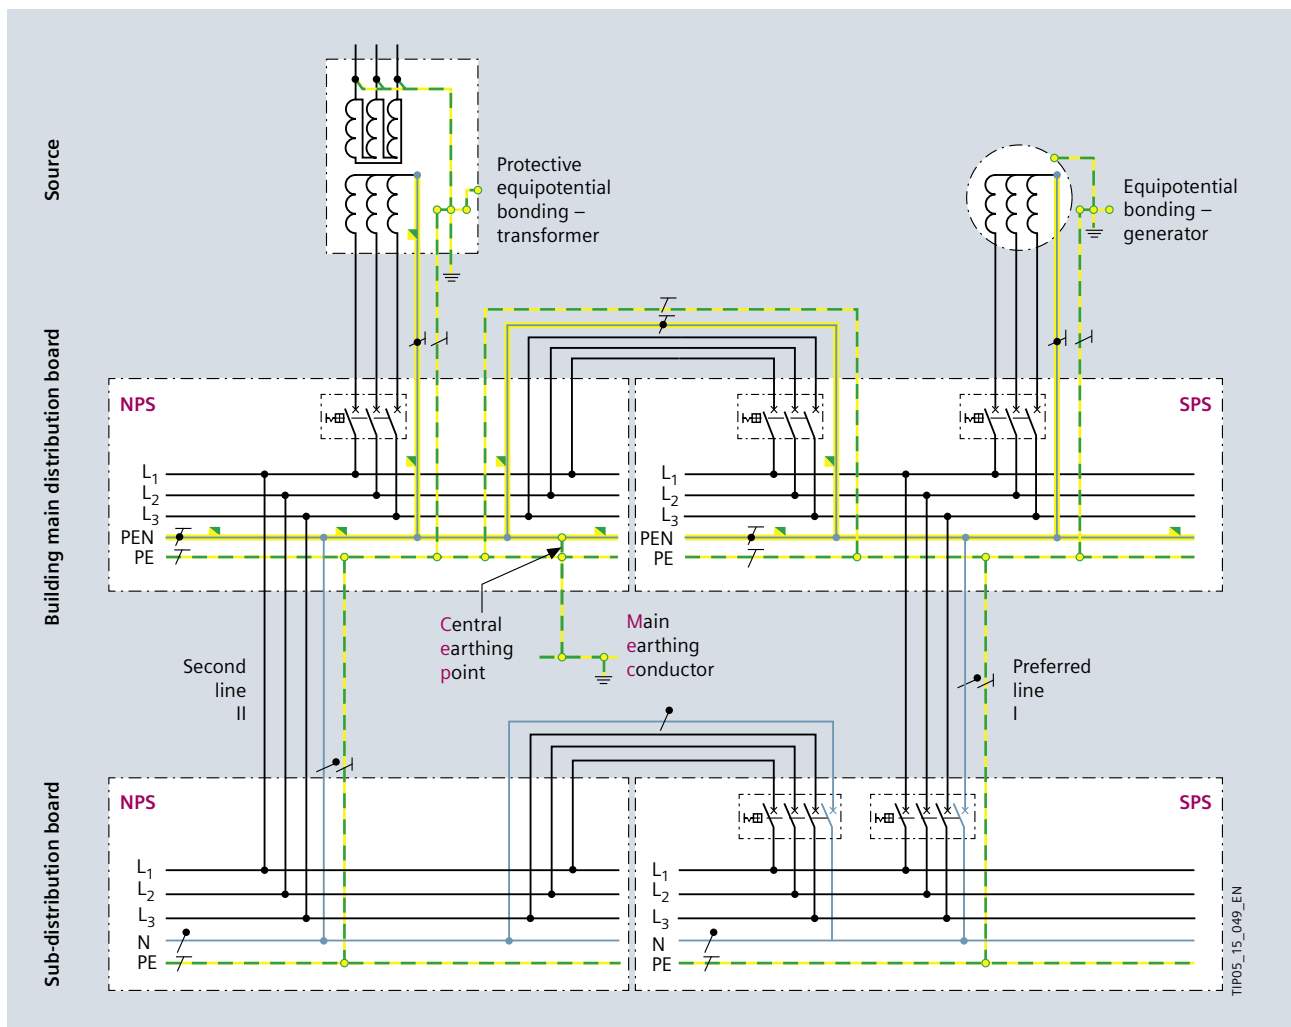 Source
Protective
equipotential
bonding –
transformer
Equipotential
bonding –
generator
Building main distribution board
NPS
SPS
L1
L2
L3
PEN
PE
L1
L2
L3
PEN
PE
Central
earthing
point
Main
earthing
conductor
Second
line
II
Preferred
line
I
Sub-distribution board
NPS
SPS
L1
L2
L3
N
PE
L1
L2
L3
N
PE
TIP05_15_049_EN